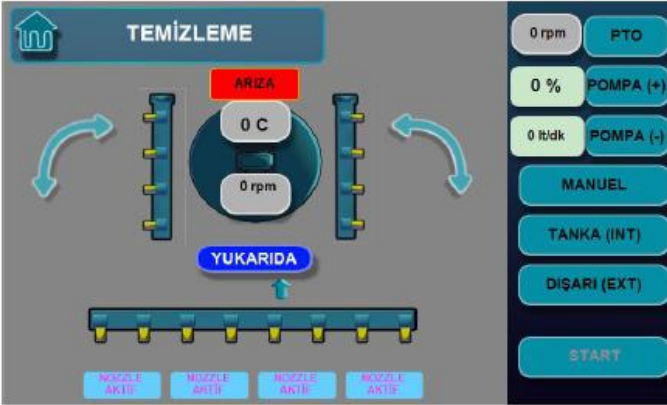 TEMİZLEME
ARIZA
0 C
0 rpm
YUKARIDA
NOZZLE
AKTİF
NOZZLE
AKTİF
NOZZLE
AKTİF
NOZZLE
AKTİF
0 rpm
PTO
0 %
POMPA (+)
0 lt/dk
POMPA (-)
MANUEL
TANKA (INT)
DIŞARI (EXT)
START